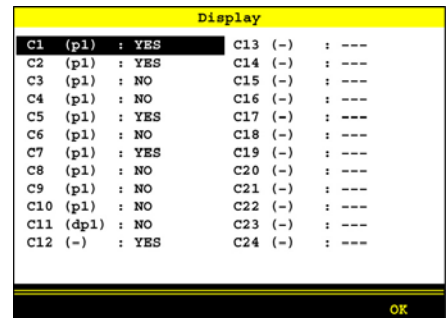 Display
C1 (p1) : YES C13 (-) : ---
C2 (p1) : YES C14 (-) : ---
C3 (p1) : NO C15 (-) : ---
C4 (p1) : NO C16 (-) : ---
C5 (p1) : YES C17 (-) : ---
C6 (p1) : NO C18 (-) : ---
C7 (p1) : YES C19 (-) : ---
C8 (p1) : NO C20 (-) : ---
C9 (p1) : NO C21 (-) : ---
C10 (p1) : NO C22 (-) : ---
C11 (dp1) : NO C23 (-) : ---
C12 (-) : YES C24 (-) : ---
OK